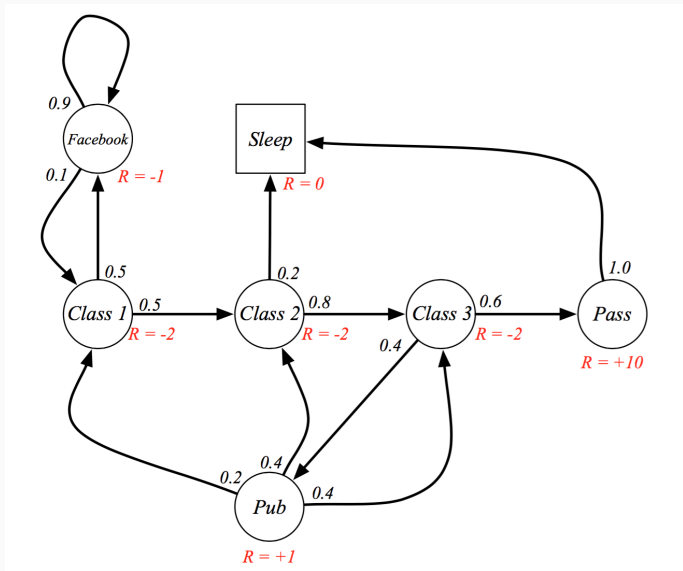 0.9
Facebook
Sleep
0.1
R = -1
R = 0
0.5
0.2
1.0
Class 1
0.5
Class 2
0.8
Class 3
0.6
Pass
R = -2
R = -2
R = -2
0.4
R = +10
0.4
0.2
0.4
Pub
R = +1